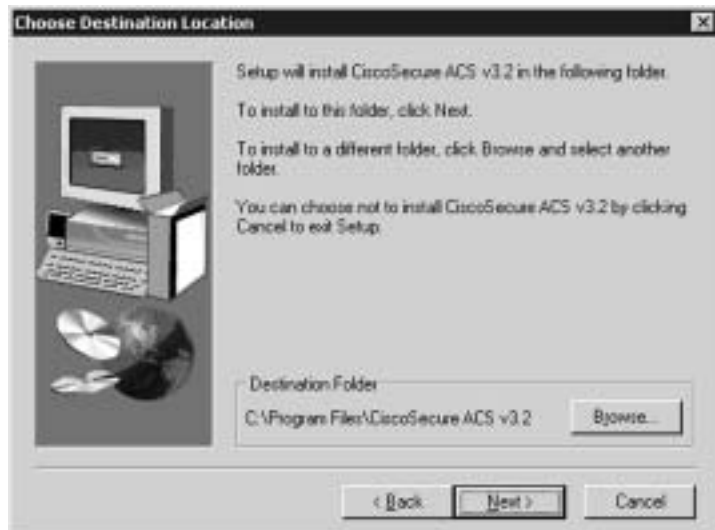 Choose Destination Location
Setup will install CiscoSecure ACS v3.2 in the following folder.
To install to this folder, click Next.
To install to a different folder, click Browse and select another
folder.
You can choose not to install CiscoSecure ACS v3.2 by clicking
Cancel to exit Setup.
Destination Folder
C:\Program Files\CiscoSecure ACS v3.2
Browse...
< Back
Next >
Cancel